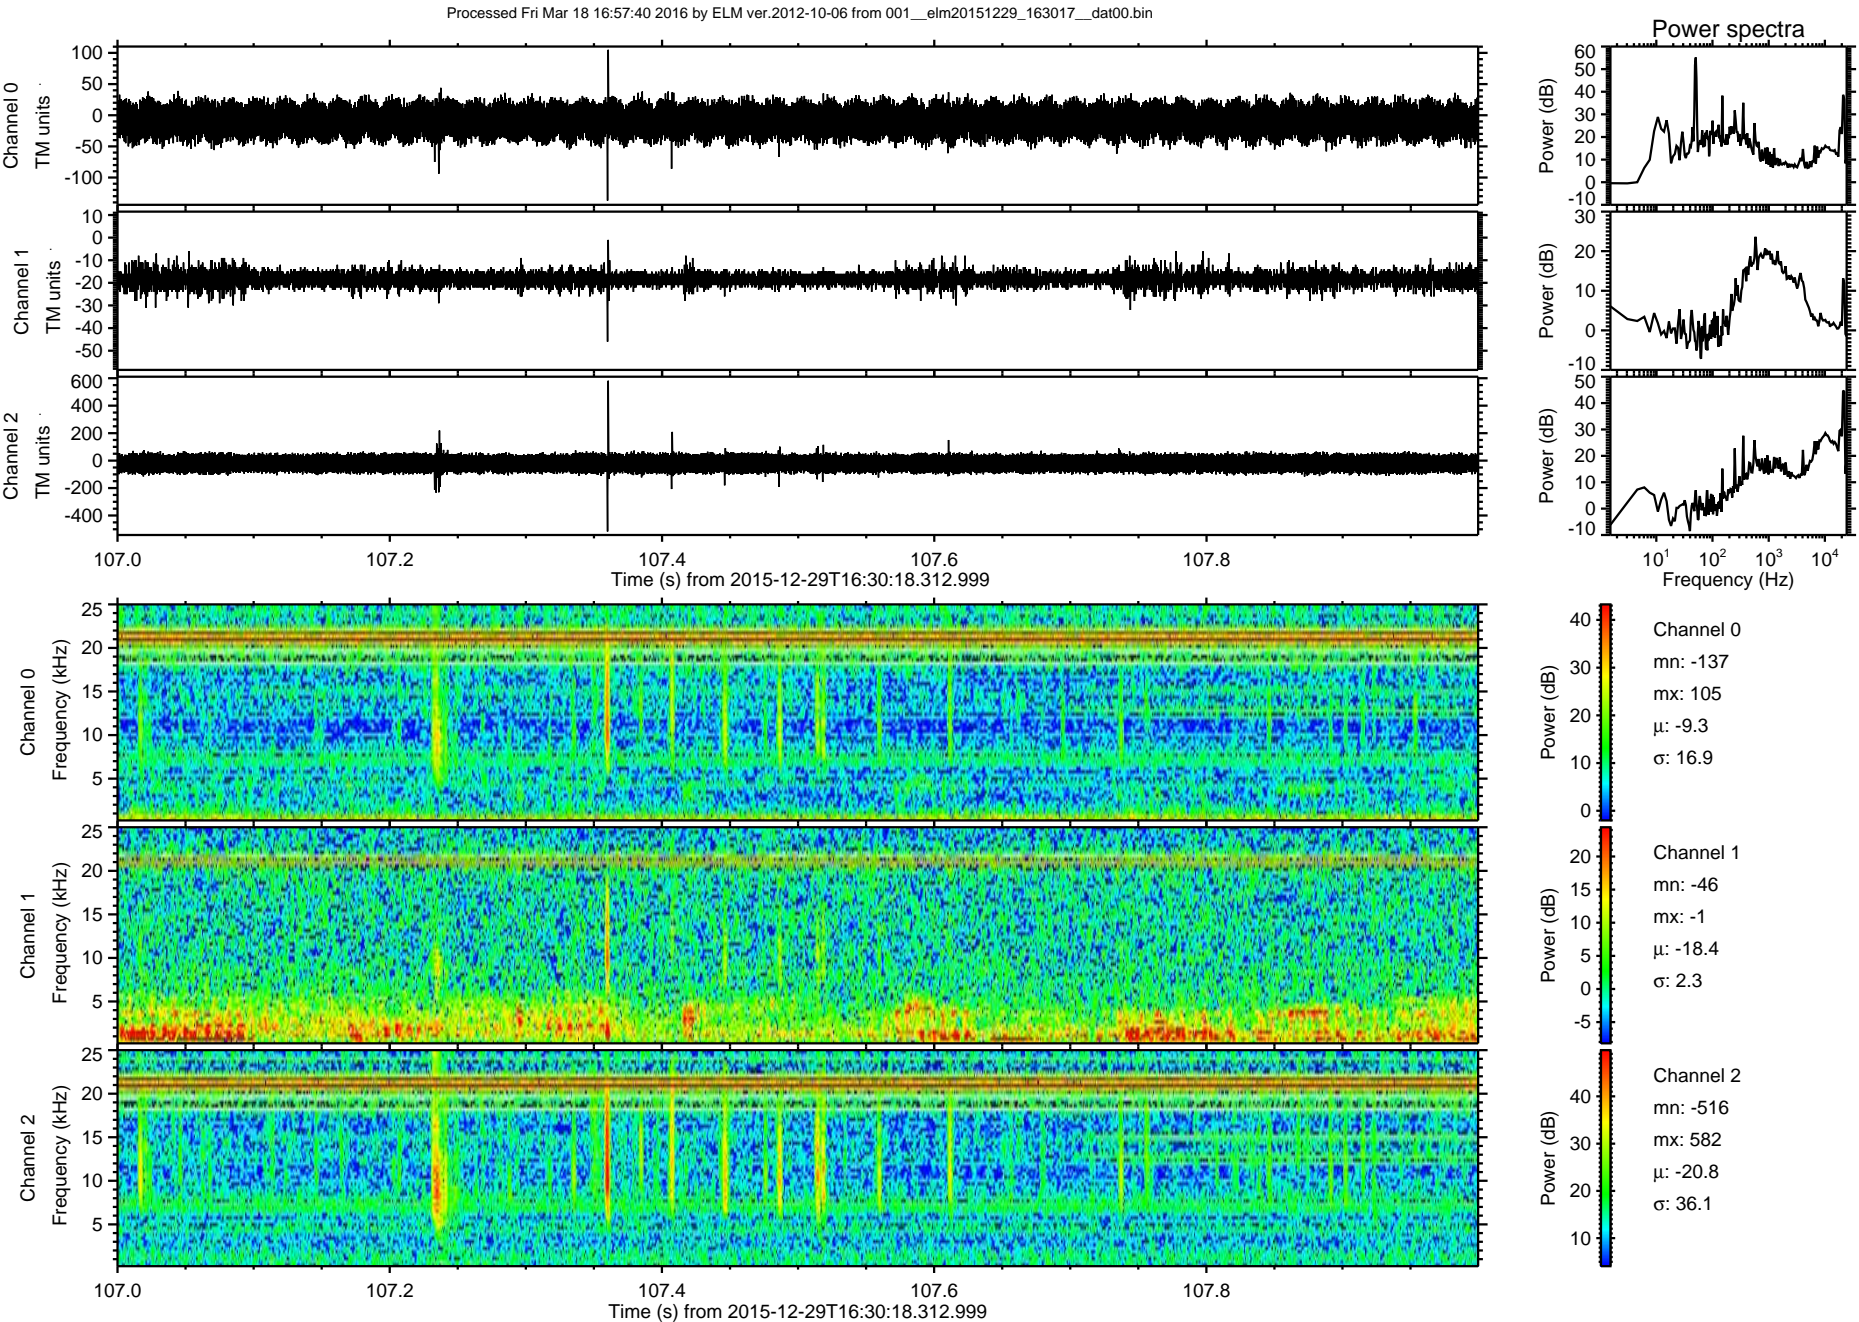 Processed Fri Mar 18 16:57:40 2016 by ELM ver.2012-10-06 from 001__elm20151229_163017__dat00.bin
Power spectra
Channel 0
TM units
100
50
0
-50
-100
Power (dB)
60
50
40
30
20
10
0
-10
Channel 1
TM units
10
0
-10
-20
-30
-40
-50
Power (dB)
30
20
10
0
-10
Channel 2
TM units
600
400
200
0
-200
-400
Power (dB)
50
40
30
20
10
0
-10
107.0 107.2 107.4 107.6 107.8
Time (s) from 2015-12-29T16:30:18.312.999
10¹ 10² 10³ 10⁴
Frequency (Hz)
Channel 0
Frequency (kHz)
25
20
15
10
5
Power (dB)
40
30
20
10
0
Channel 0
mn: -137
mx: 105
μ: -9.3
σ: 16.9
Channel 1
Frequency (kHz)
25
20
15
10
5
Power (dB)
20
15
10
5
0
-5
Channel 1
mn: -46
mx: -1
μ: -18.4
σ: 2.3
Channel 2
Frequency (kHz)
25
20
15
10
5
Power (dB)
40
30
20
10
Channel 2
mn: -516
mx: 582
μ: -20.8
σ: 36.1
107.0 107.2 107.4 107.6 107.8
Time (s) from 2015-12-29T16:30:18.312.999